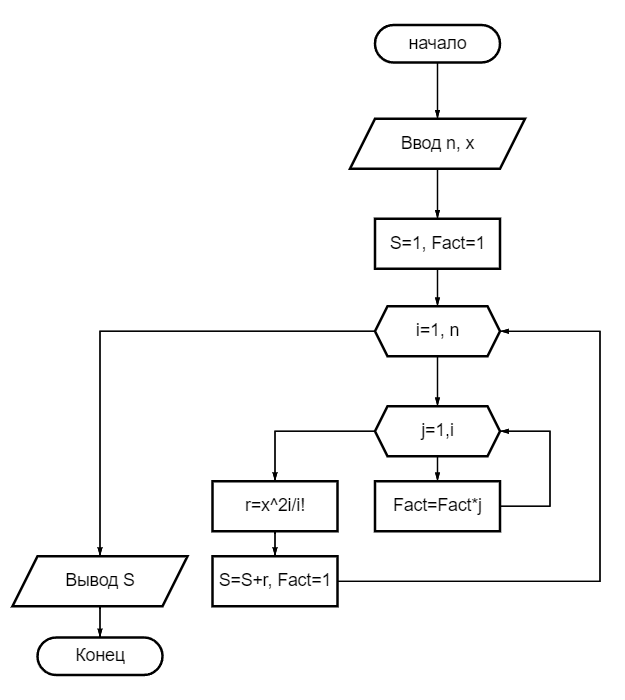 начало
Ввод n, x
S=1, Fact=1
i=1, n
j=1,i
Fact=Fact*j
r=x^2i/i!
S=S+r, Fact=1
Вывод S
Конец